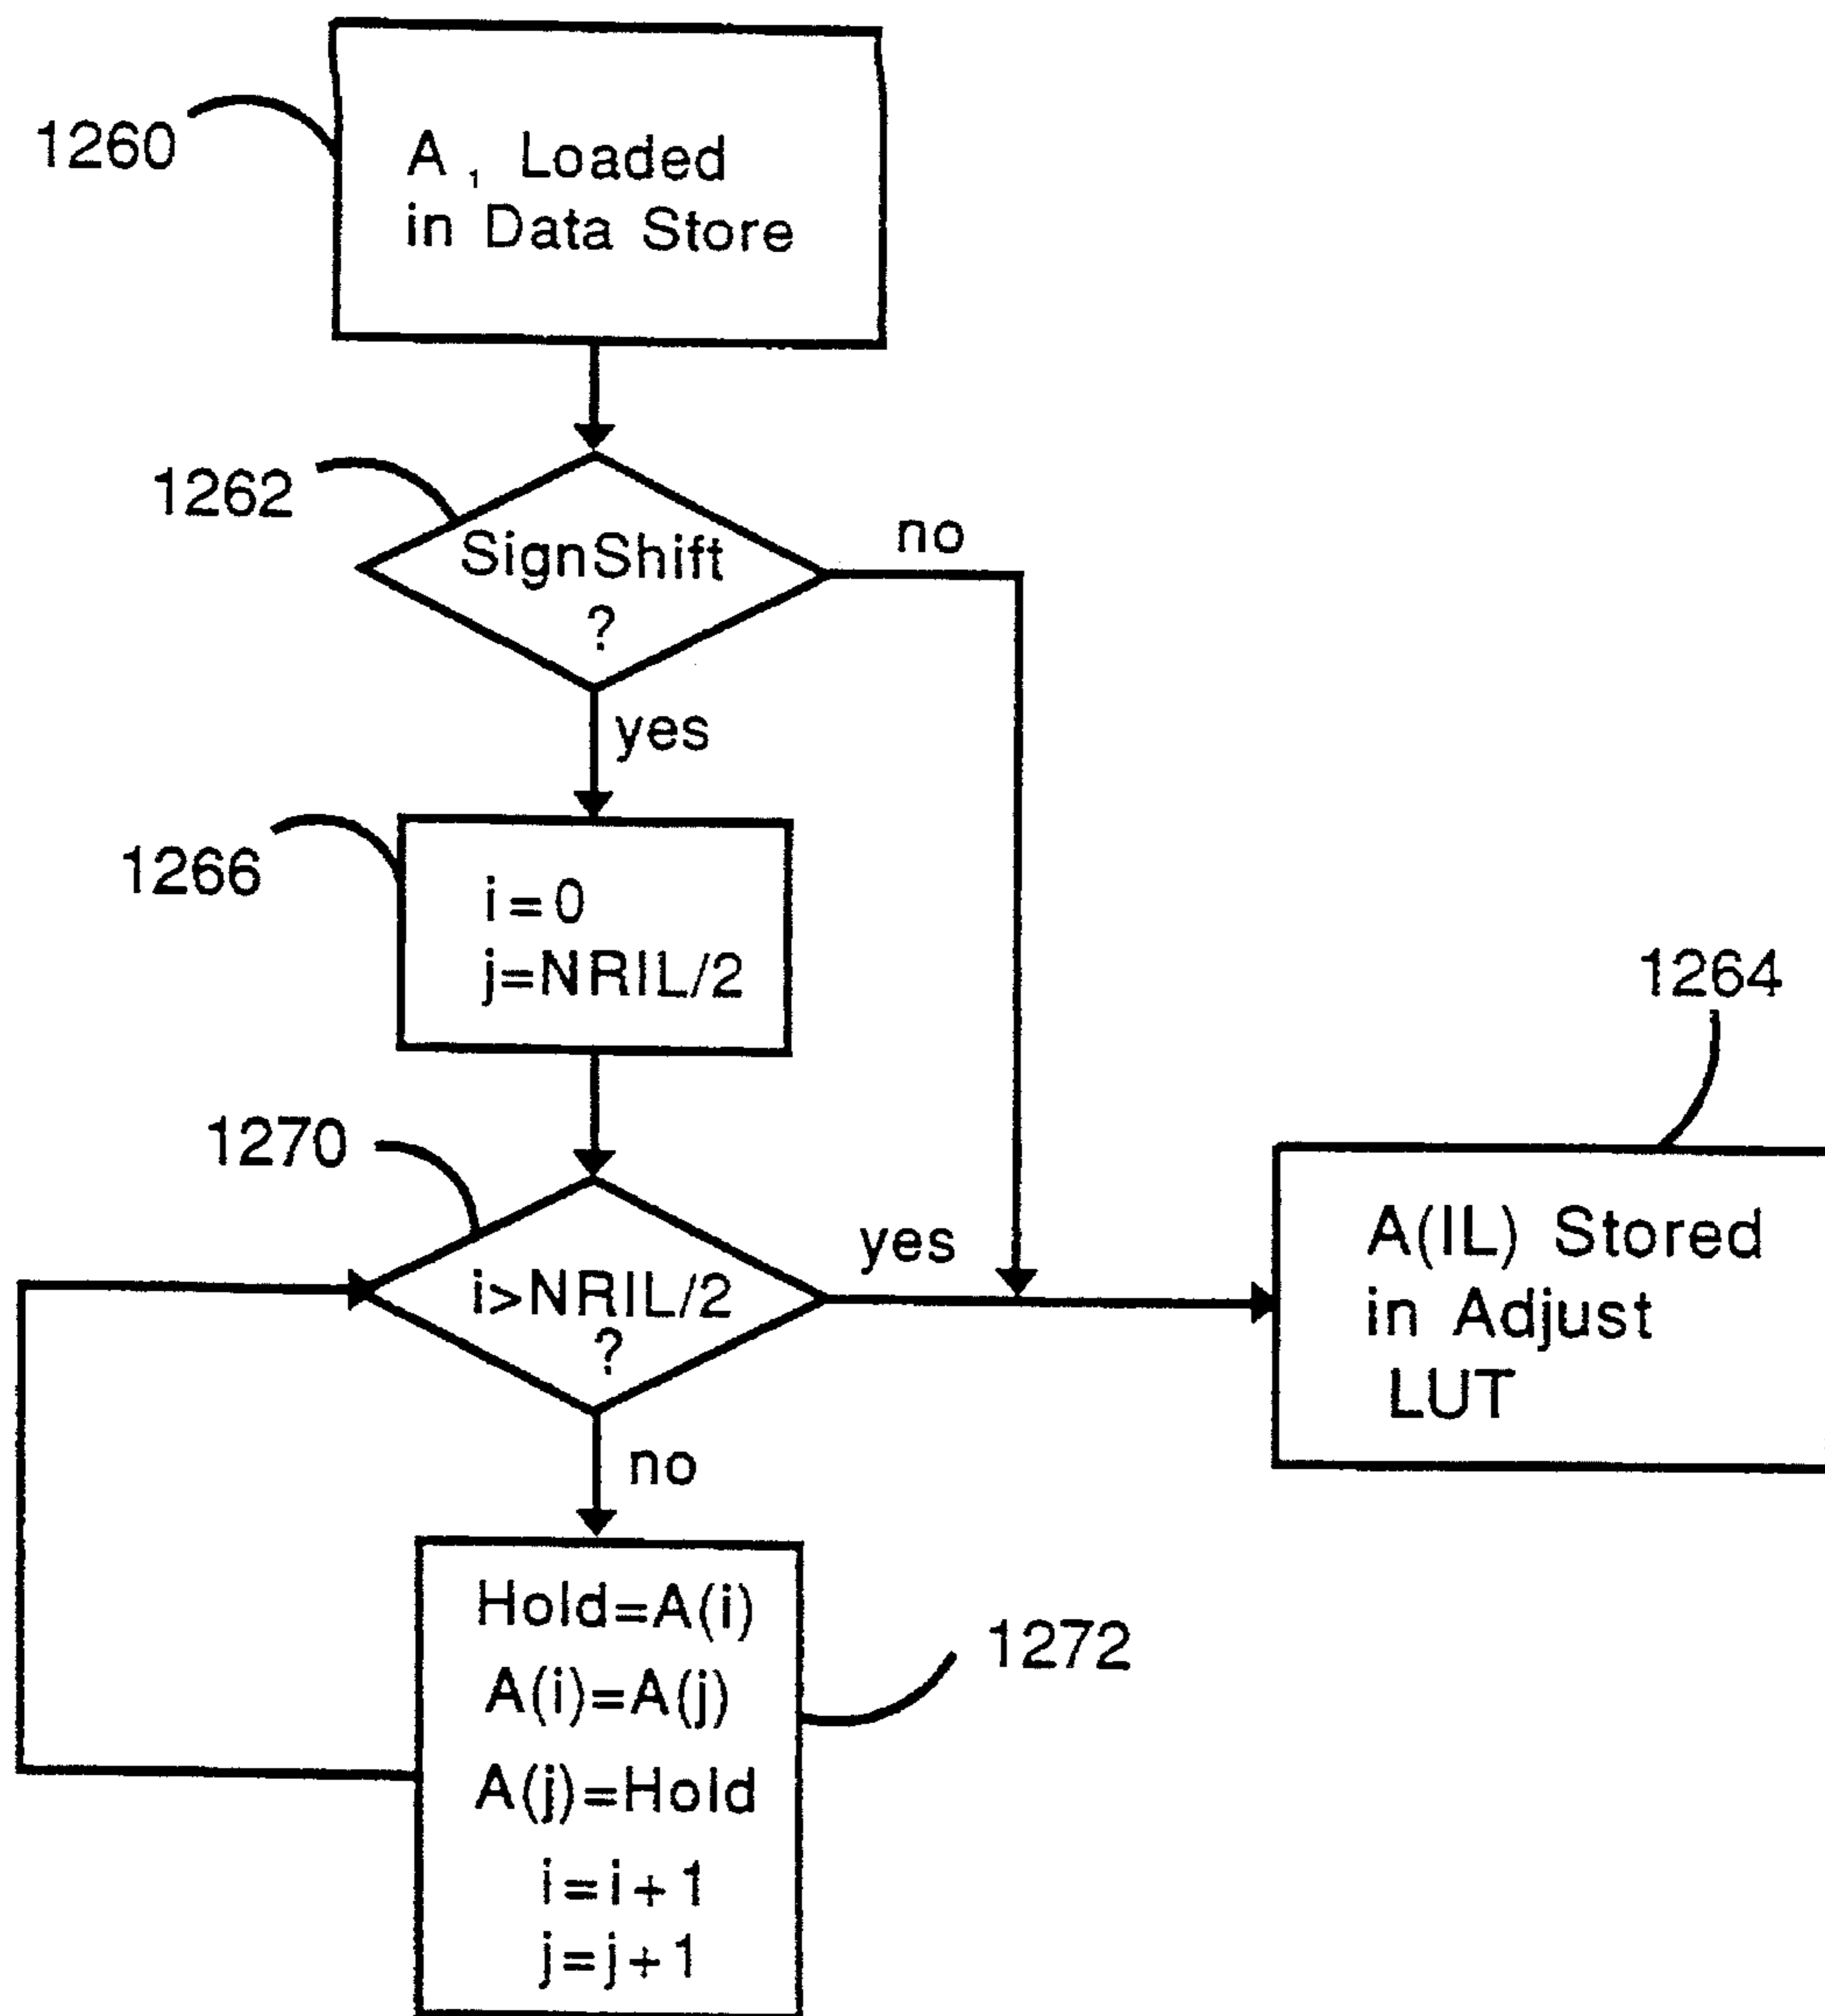 1260
A 1 Loaded
in Data Store
1262
SignShift
?
no
yes
1266
i=0
j=NRIL/2
1264
1270
i>NRIL/2
?
yes
A(IL) Stored
in Adjust
LUT
no
Hold=A(i)
A(i)=A(j)
A(j)=Hold
i=i+1
j=j+1
1272